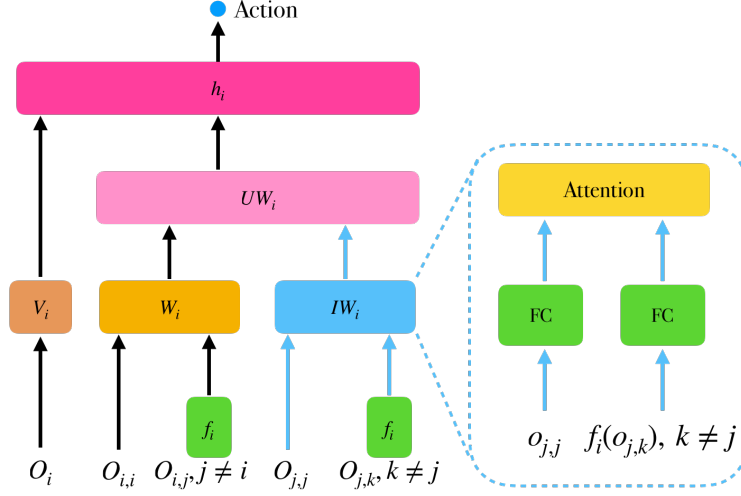 Action
h_i
UW_i
Attention
V_i
W_i
IW_i
FC
FC
f_i
f_i
o_{j,j}
f_i(o_{j,k}), k ≠ j
O_i
O_{i,i}
O_{i,j}, j ≠ i
O_{j,j}
O_{j,k}, k ≠ j